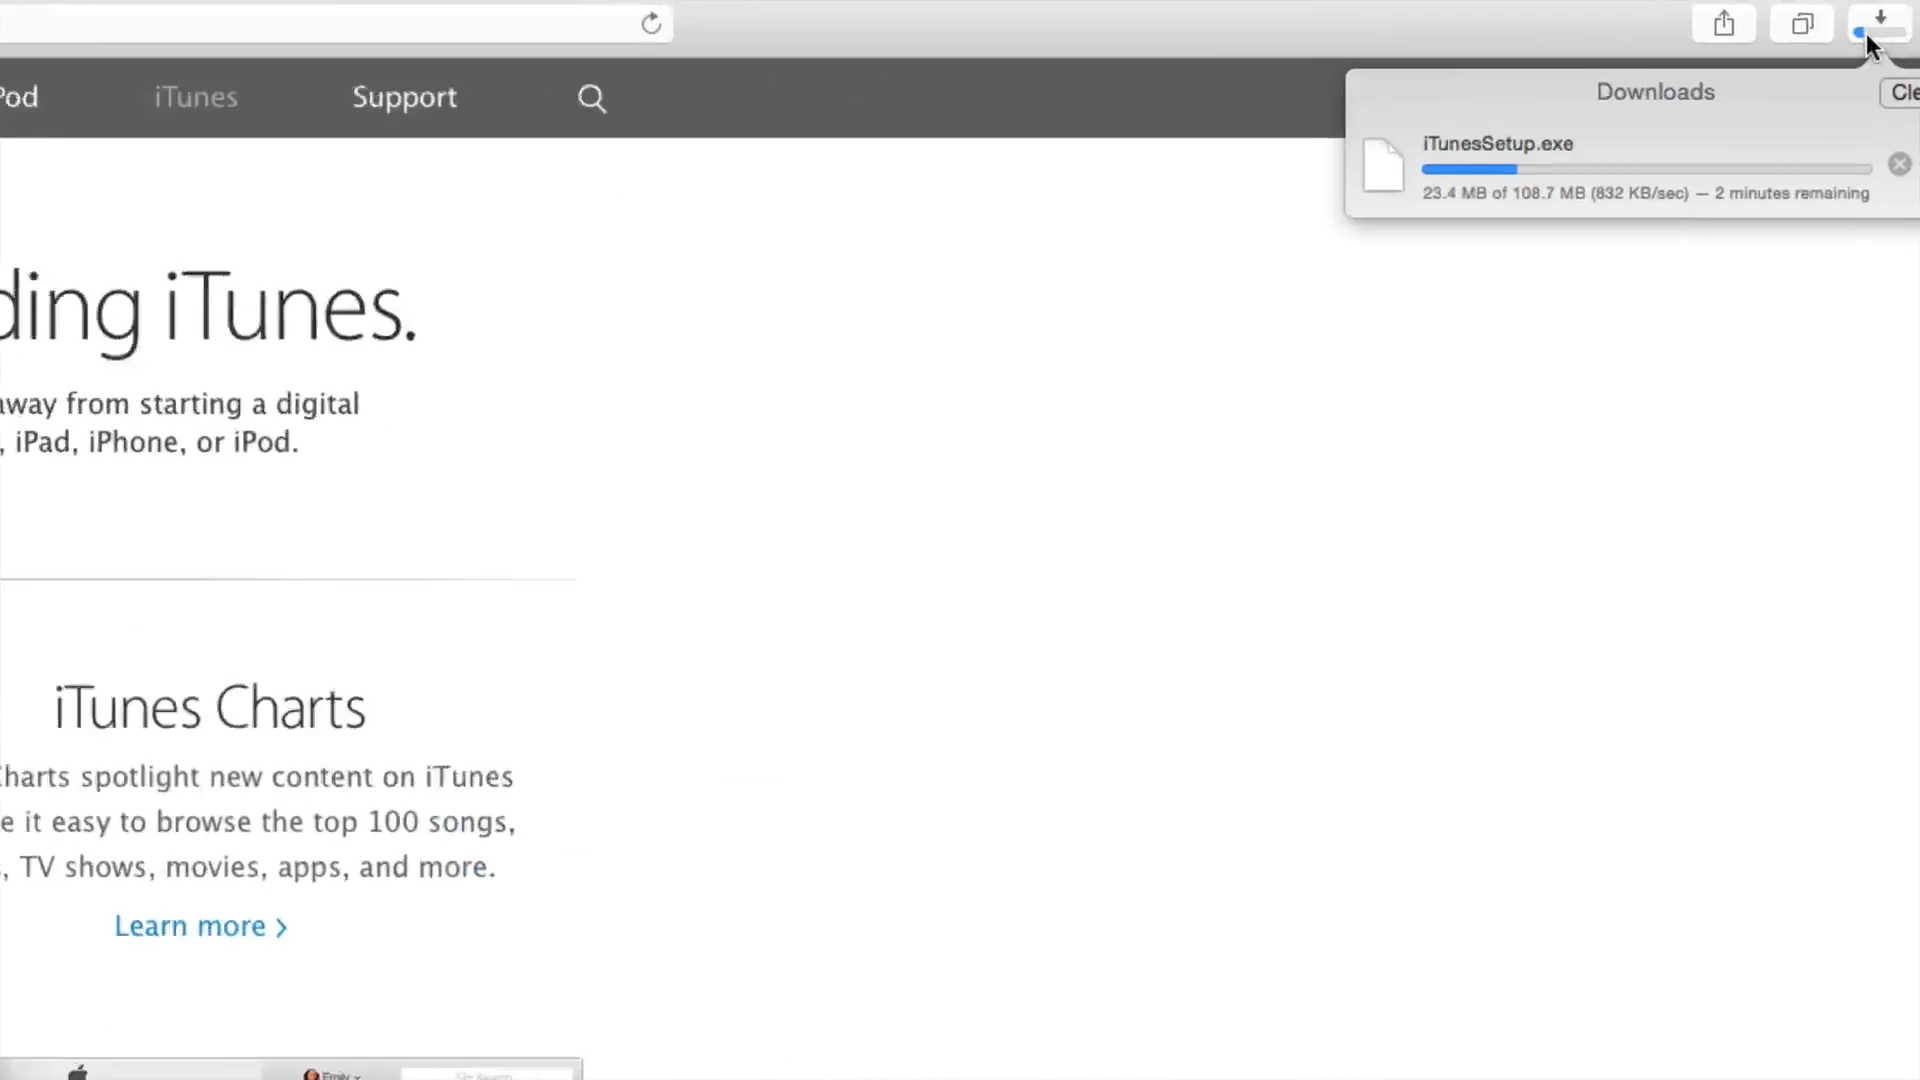 Pod
iTunes
Support
Downloads
Cle
iTunesSetup.exe
23.4 MB of 108.7 MB (832 KB/sec) — 2 minutes remaining
ding iTunes.
away from starting a digital
, iPad, iPhone, or iPod.
iTunes Charts
Charts spotlight new content on iTunes
e it easy to browse the top 100 songs,
, TV shows, movies, apps, and more.
Learn more >
Emily